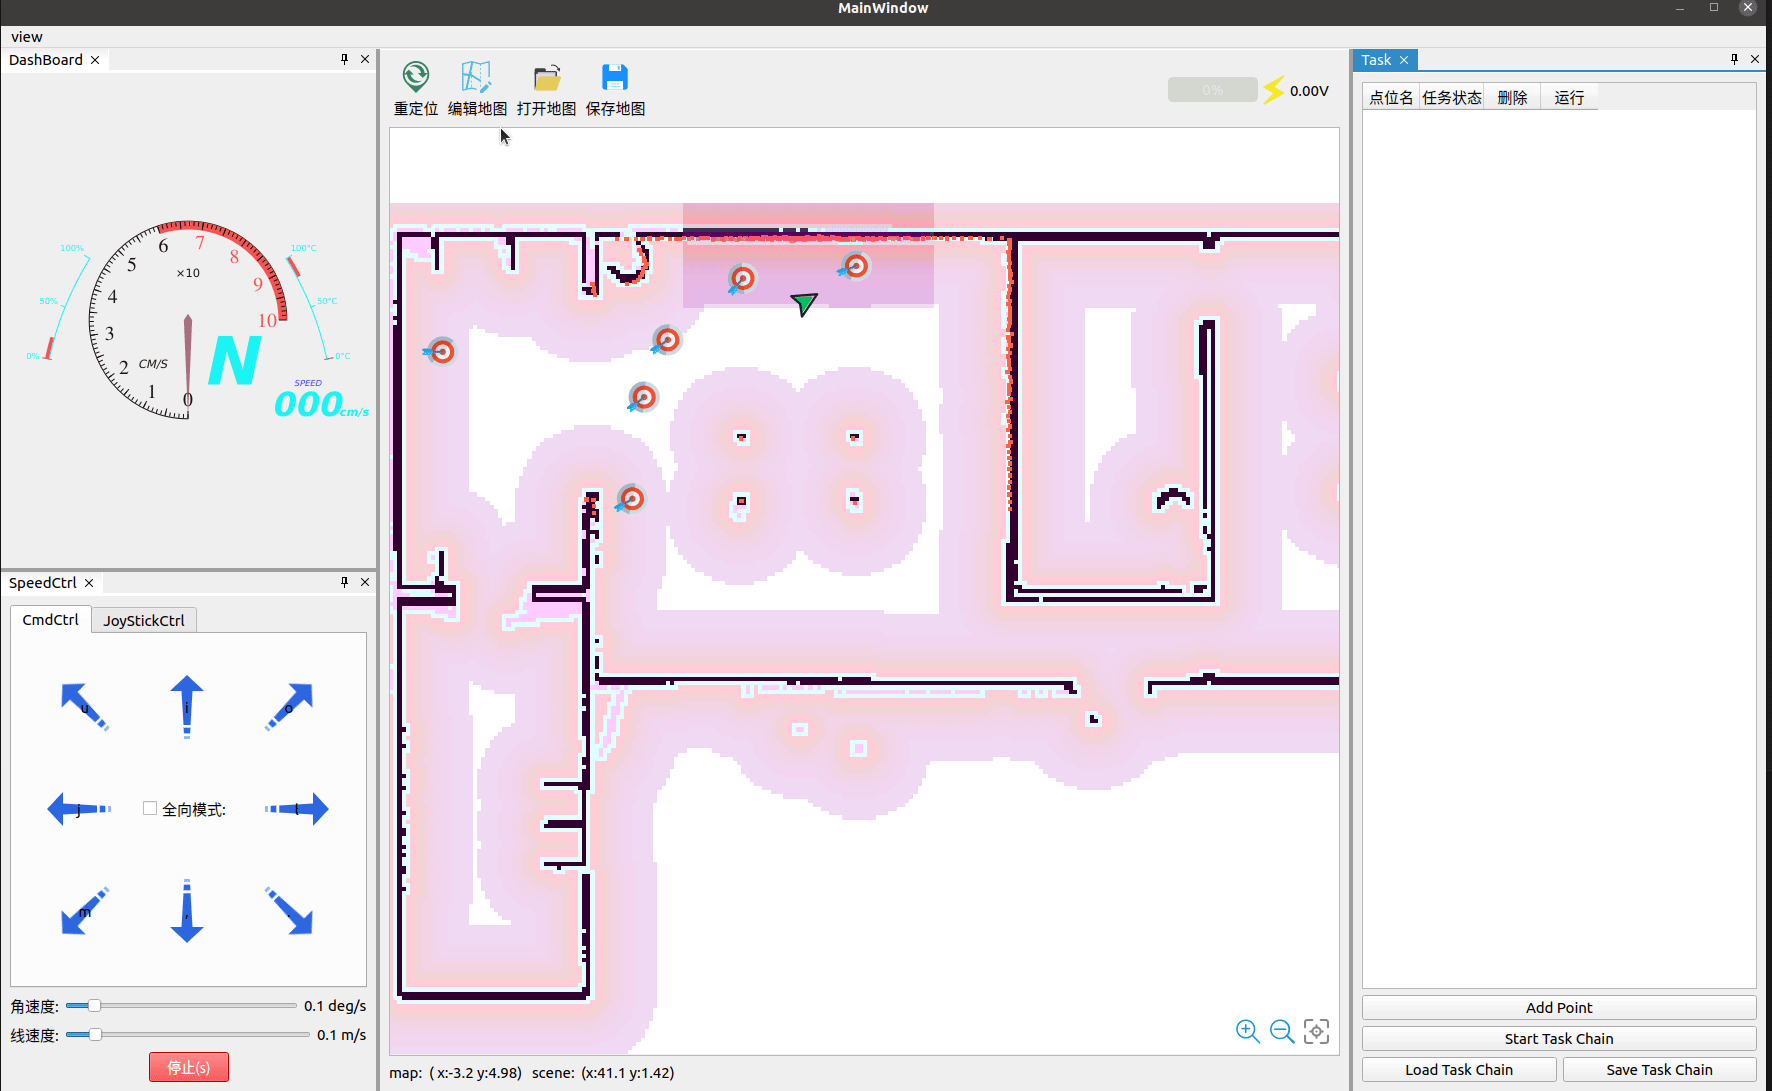 MainWindow
view
DashBoard
重定位
编辑地图
打开地图
保存地图
0%
0.00V
Task
点位名
任务状态
删除
运行
100%
50%
0%
0
1
2
3
4
5
6
7
8
9
10
×10
CM/S
N
100°C
50°C
0°C
SPEED
000cm/s
SpeedCtrl
CmdCtrl
JoyStickCtrl
u
i
o
j
全向模式:
l
m
,
.
角速度:
0.1 deg/s
线速度:
0.1 m/s
停止(s)
map: ( x:-3.2 y:4.98) scene: (x:41.1 y:1.42)
Add Point
Start Task Chain
Load Task Chain
Save Task Chain